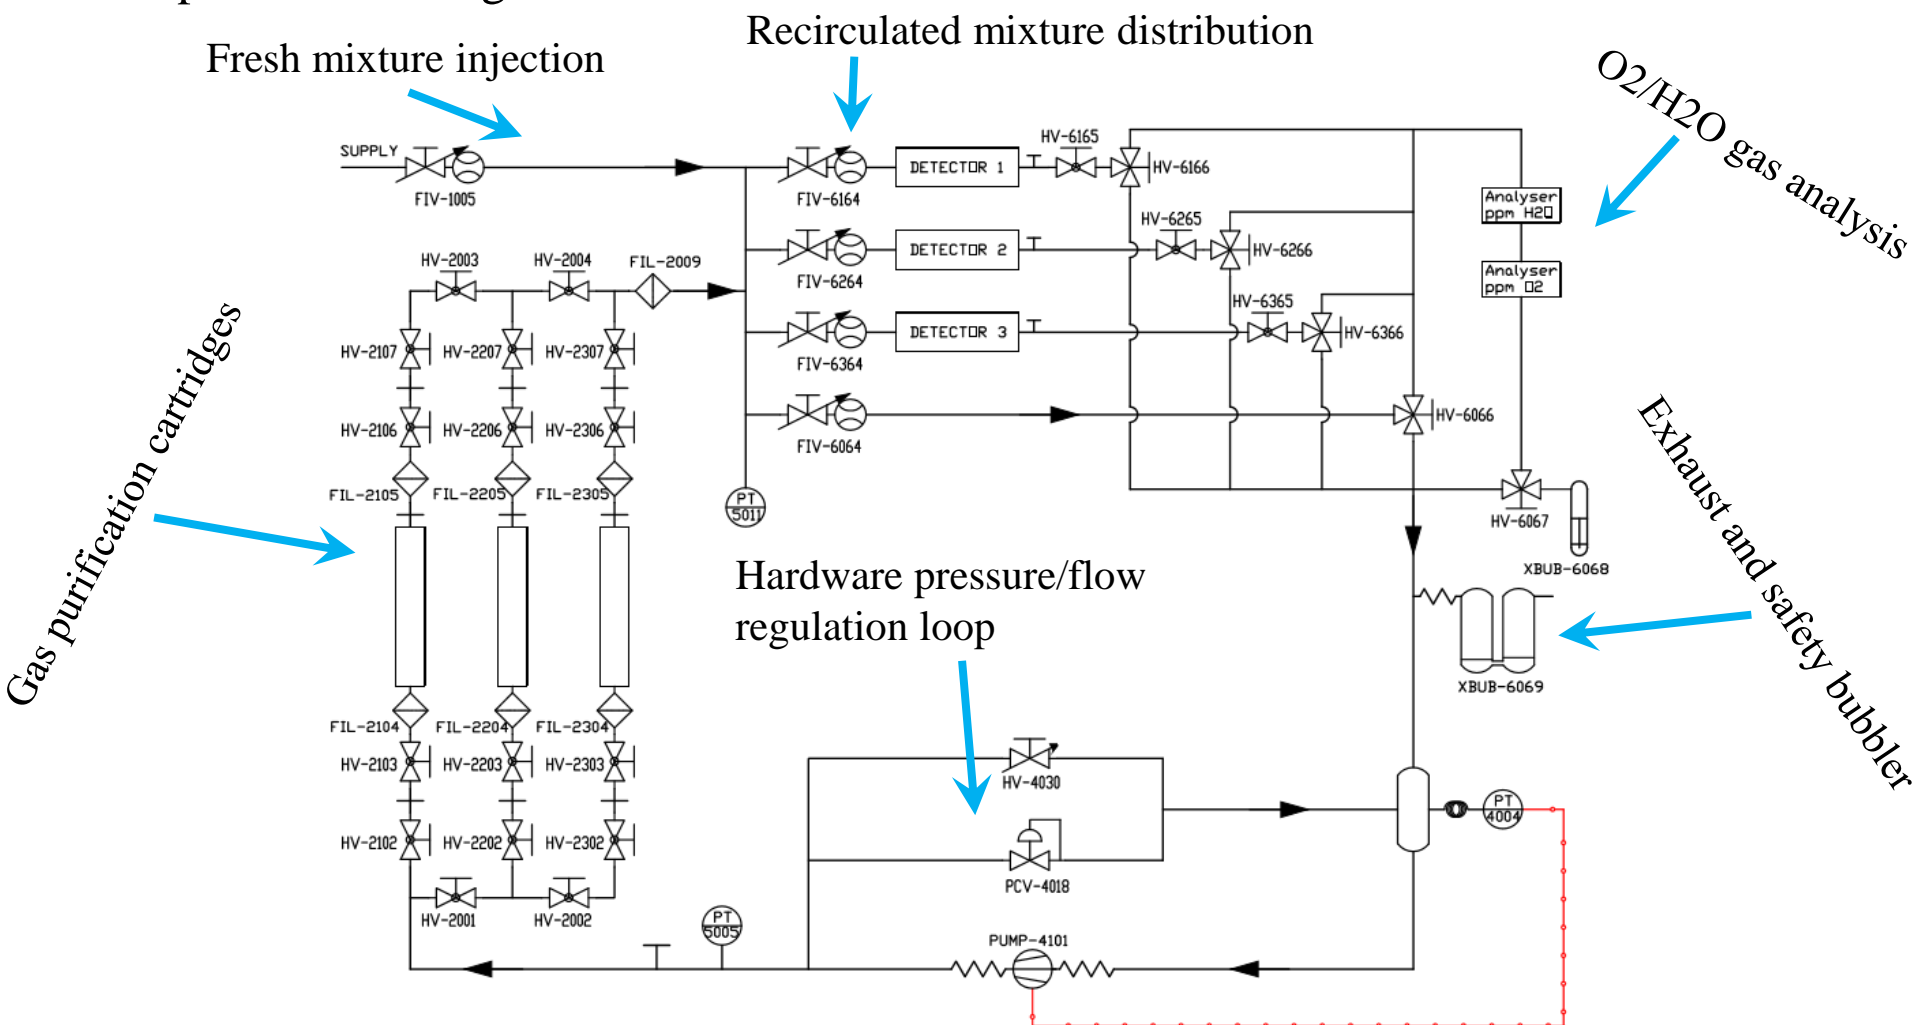 Recirculated mixture distribution
Fresh mixture injection
O2/H2O gas analysis
SUPPLY
FIV-1005
FIV-6164
DETECTOR 1
HV-6165
HV-6166
Analyser
ppm H2O
HV-2003
HV-2004
FIL-2009
FIV-6264
DETECTOR 2
HV-6265
HV-6266
Analyser
ppm O2
HV-2107
HV-2207
HV-2307
FIV-6364
DETECTOR 3
HV-6365
HV-6366
HV-2106
HV-2206
HV-2306
FIV-6064
HV-6066
FIL-2105
FIL-2205
FIL-2305
PT
5011
HV-6067
XBUB-6068
Gas purification cartridges
Hardware pressure/flow
regulation loop
Exhaust and safety bubbler
XBUB-6069
FIL-2104
FIL-2204
FIL-2304
HV-2103
HV-2203
HV-2303
HV-4030
PT
4004
HV-2102
HV-2202
HV-2302
PCV-4018
HV-2001
HV-2002
PT
5005
PUMP-4101